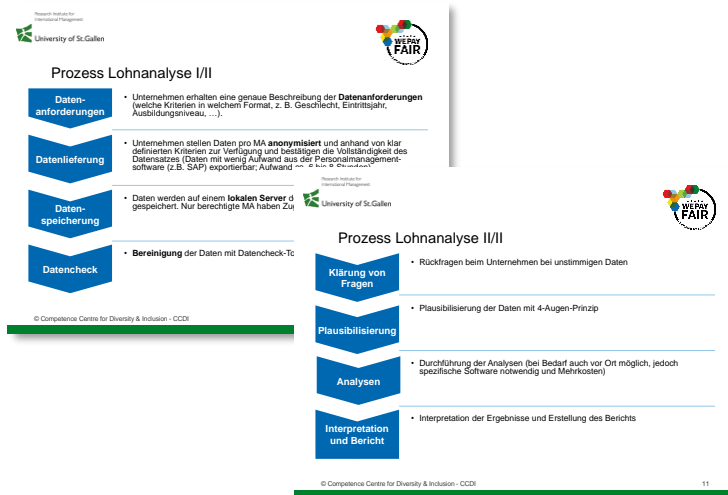 Research Institute for
International Management
University of St.Gallen
WE PAY
FAIR
Prozess Lohnanalyse I/II
Daten-
anforderungen
• Unternehmen erhalten eine genaue Beschreibung der Datenanforderungen
(welche Kriterien in welchem Format, z. B. Geschlecht, Eintrittsjahr,
Ausbildungsniveau, …).
Datenlieferung
• Unternehmen stellen Daten pro MA anonymisiert und anhand von klar
definierten Kriterien zur Verfügung und bestätigen die Vollständigkeit des
Datensatzes (Daten mit wenig Aufwand aus der Personalmanagement-
software (z.B. SAP) exportierbar; Aufwand ca. 6 bis 8 Stunden)
Daten-
speicherung
• Daten werden auf einem lokalen Server
gespeichert. Nur berechtigte MA haben
Datencheck
• Bereinigung der Daten mit
© Competence Centre for Diversity & Inclusion - CCDI
Research Institute for
International Management
University of St.Gallen
WE PAY
FAIR
Prozess Lohnanalyse II/II
Klärung von
Fragen
• Rückfragen beim Unternehmen bei unstimmigen Daten
Plausibilisierung
• Plausibilisierung der Daten mit 4-Augen-Prinzip
Analysen
• Durchführung der Analysen (bei Bedarf auch vor Ort möglich, jedoch
spezifische Software notwendig und Mehrkosten)
Interpretation
und Bericht
• Interpretation der Ergebnisse und Erstellung des Berichts
© Competence Centre for Diversity & Inclusion - CCDI
11